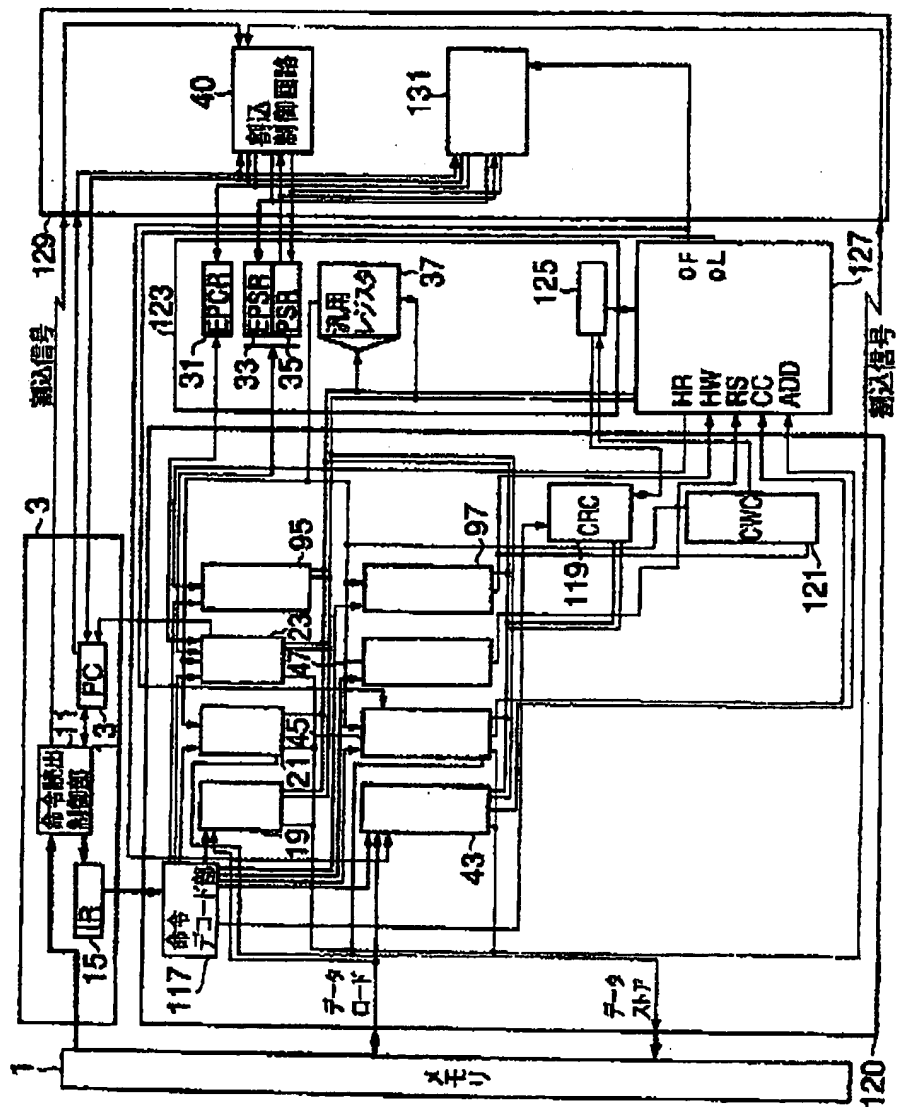 1
メモリ
3
命令読出
制御部
11
PC
13
IR
15
命令
デコード部
117
データ
ロード
データ
ストア
120
19
21
23
95
43
45
47
97
CRC
119
CWC
121
123
EPCR
31
EPSR
33
PSR
35
汎用
レジスタ
37
125
HR
HW
RS
CC
ADD
OF
OL
127
129
割込信号
割込
制御回路
40
131
割込信号